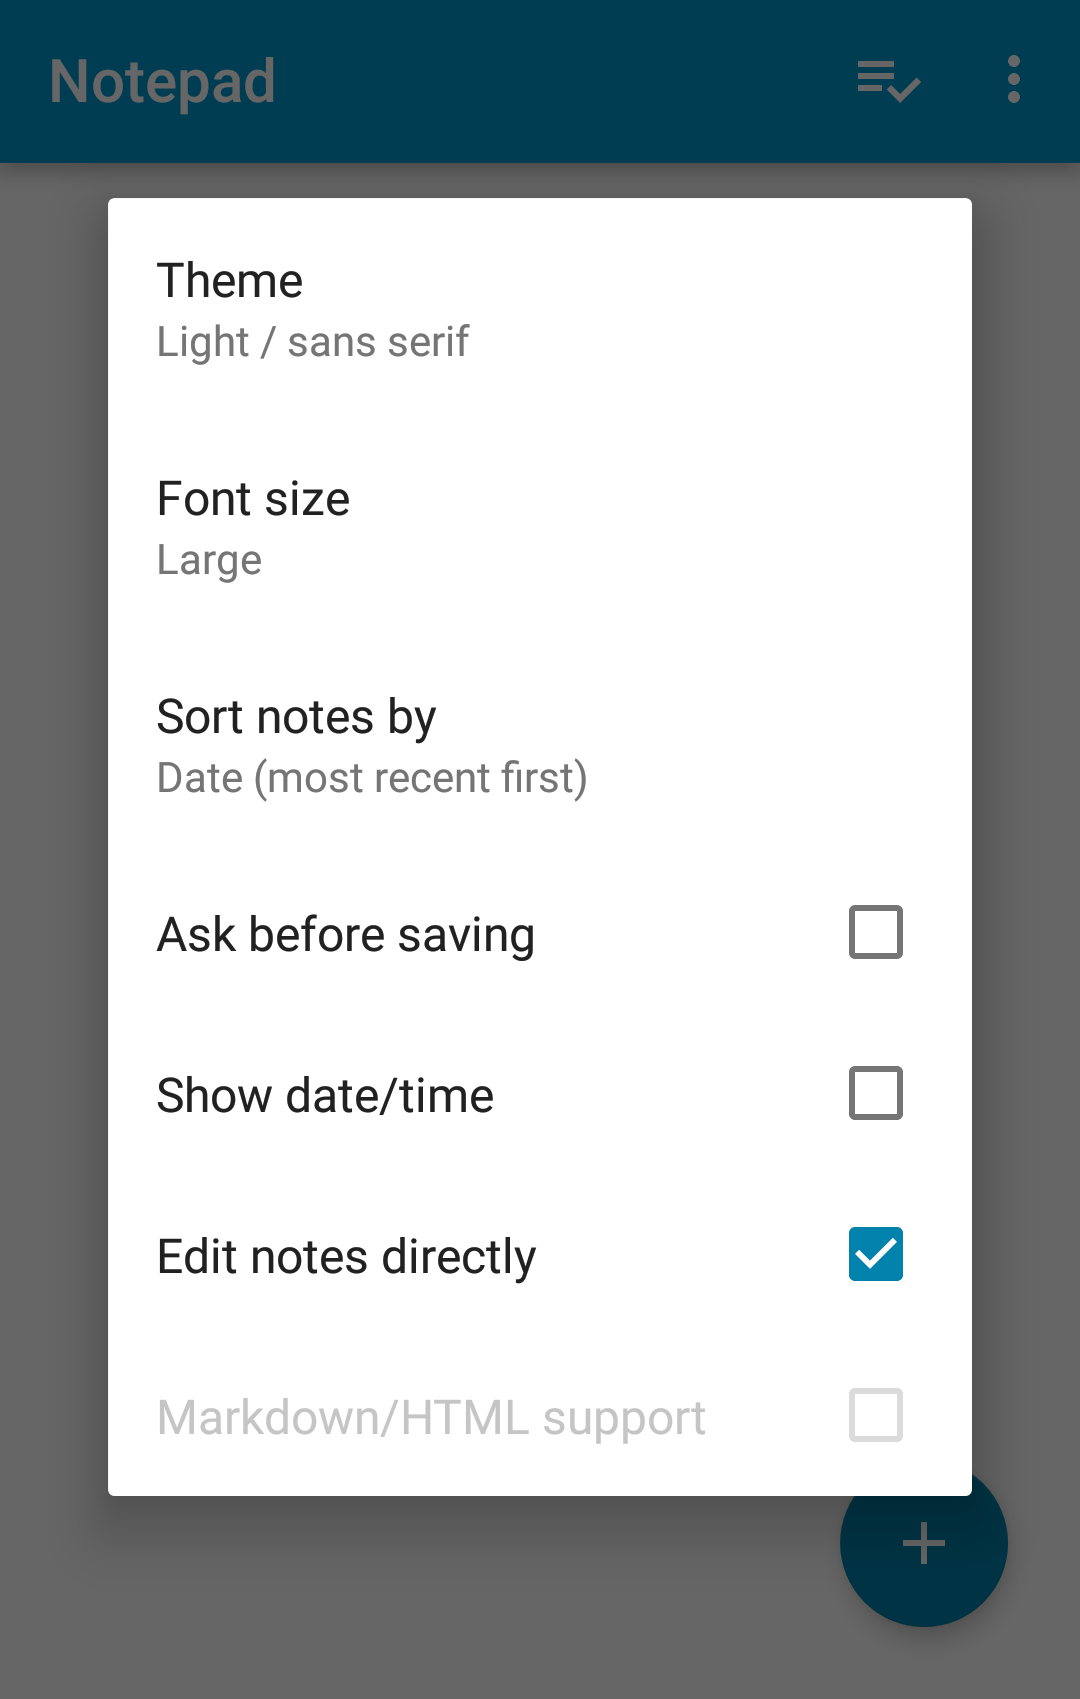 Notepad
Theme
Light / sans serif
Font size
Large
Sort notes by
Date (most recent first)
Ask before saving
Show date/time
Edit notes directly
Markdown/HTML support